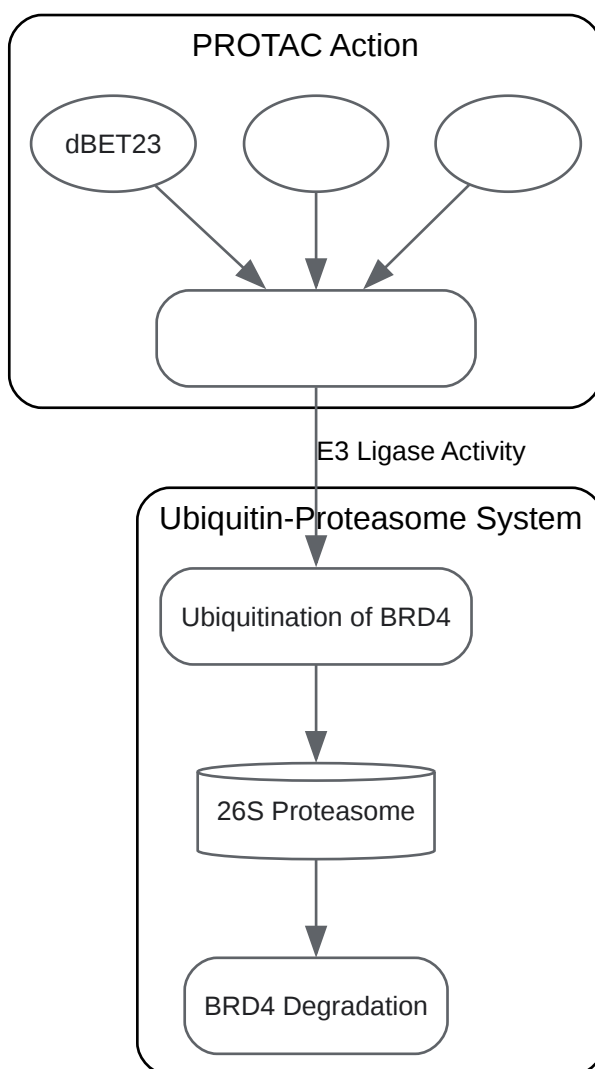 PROTAC Action
dBET23
E3 Ligase Activity
Ubiquitin-Proteasome System
Ubiquitination of BRD4
26S Proteasome
BRD4 Degradation